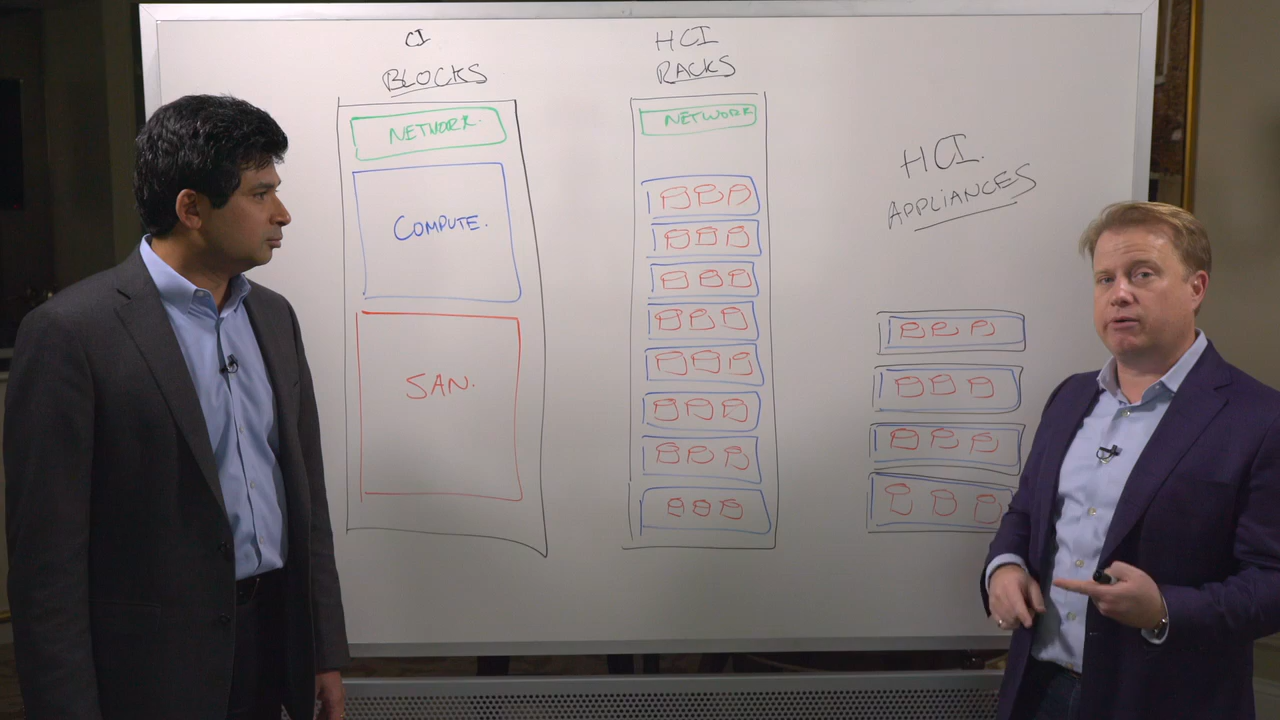 CI
BLOCKS
NETWORK.
COMPUTE.
SAN.
HCI
RACKS
NETWORK
HCI.
APPLIANCES